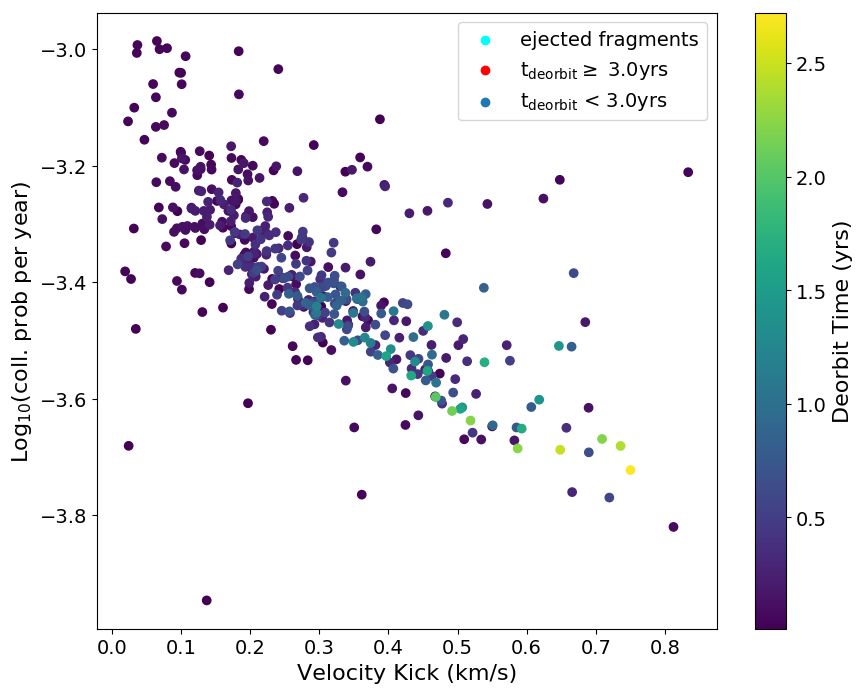 ejected fragments
t_deorbit ≥ 3.0yrs
t_deorbit < 3.0yrs
−3.0
−3.2
−3.4
−3.6
−3.8
Log₁₀(coll. prob per year)
0.0 0.1 0.2 0.3 0.4 0.5 0.6 0.7 0.8
Velocity Kick (km/s)
2.5
2.0
1.5
1.0
0.5
Deorbit Time (yrs)